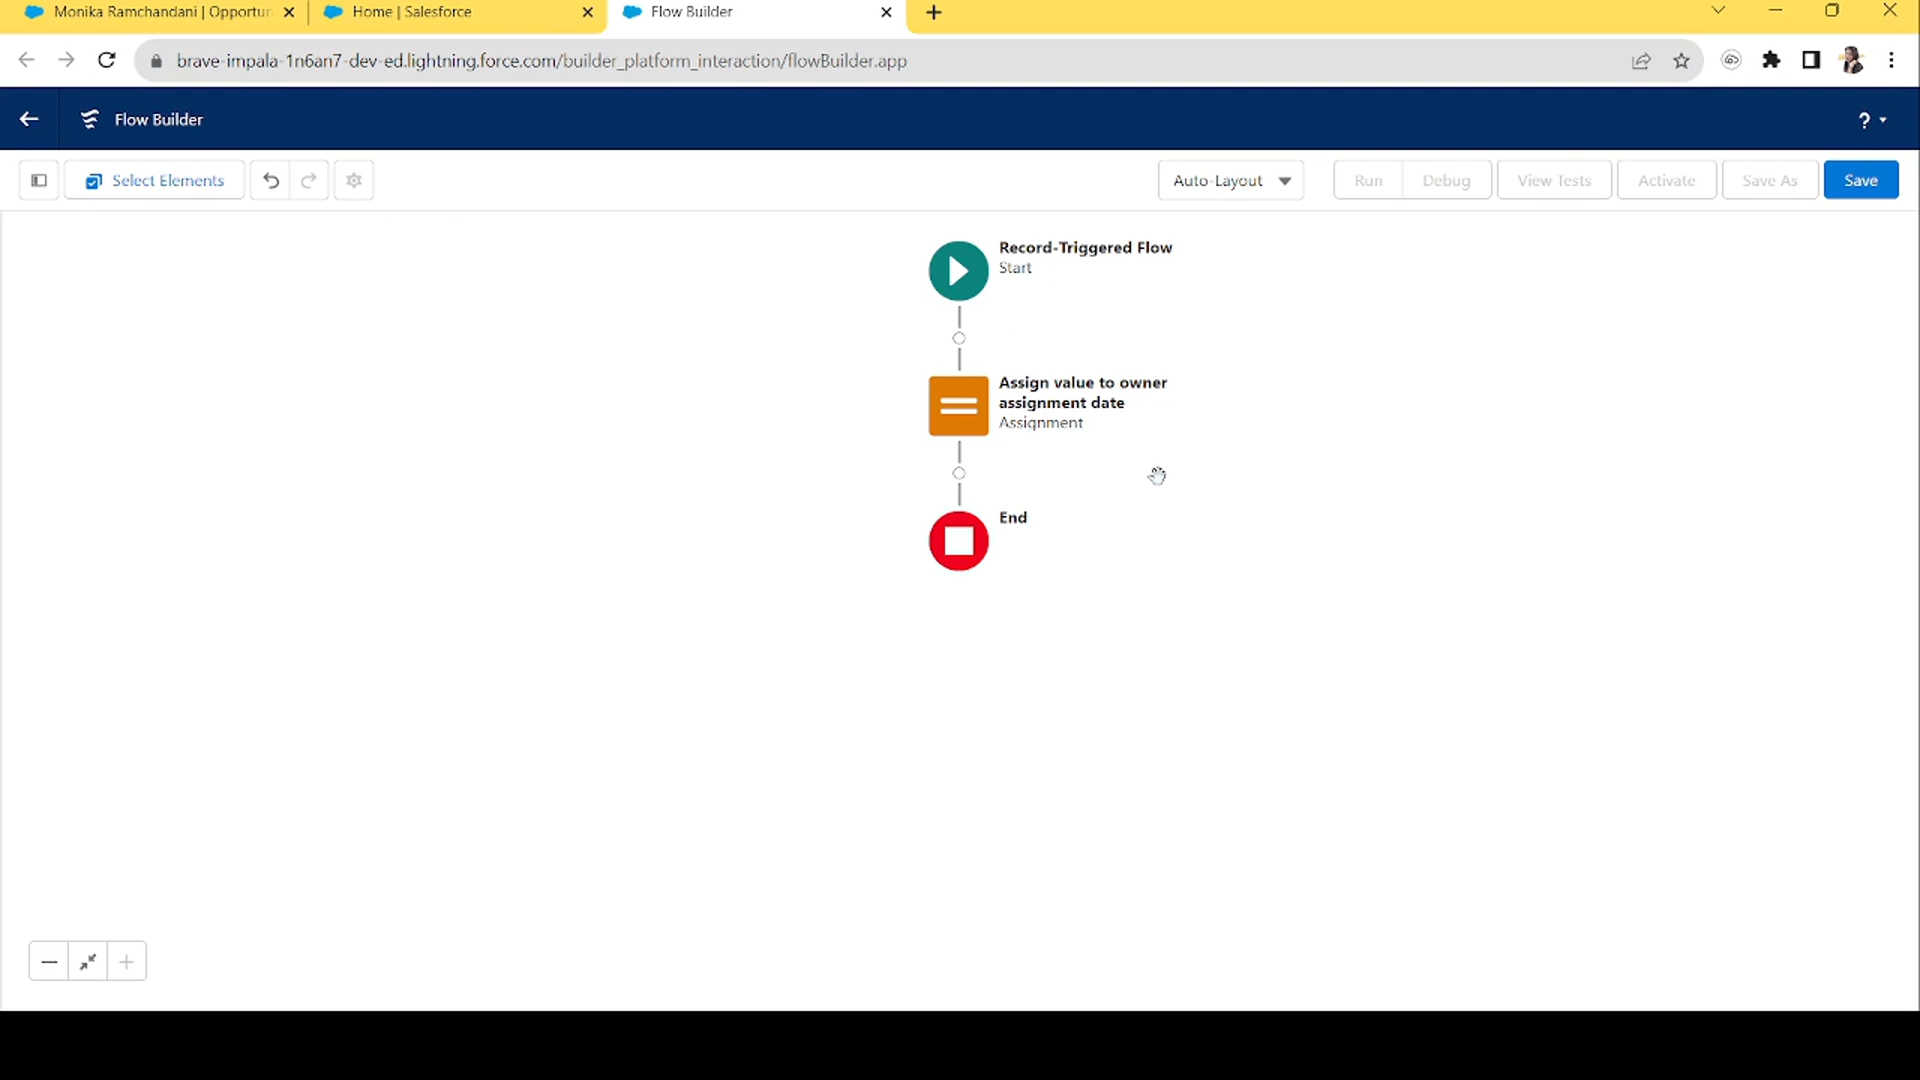 Monika Ramchandani | Opportun
Home | Salesforce
Flow Builder
brave-impala-1n6an7-dev-ed.lightning.force.com/builder_platform_interaction/flowBuilder.app
Flow Builder
?
Select Elements
Auto-Layout
Run
Debug
View Tests
Activate
Save As
Save
Record-Triggered Flow
Start
Assign value to owner
assignment date
Assignment
End